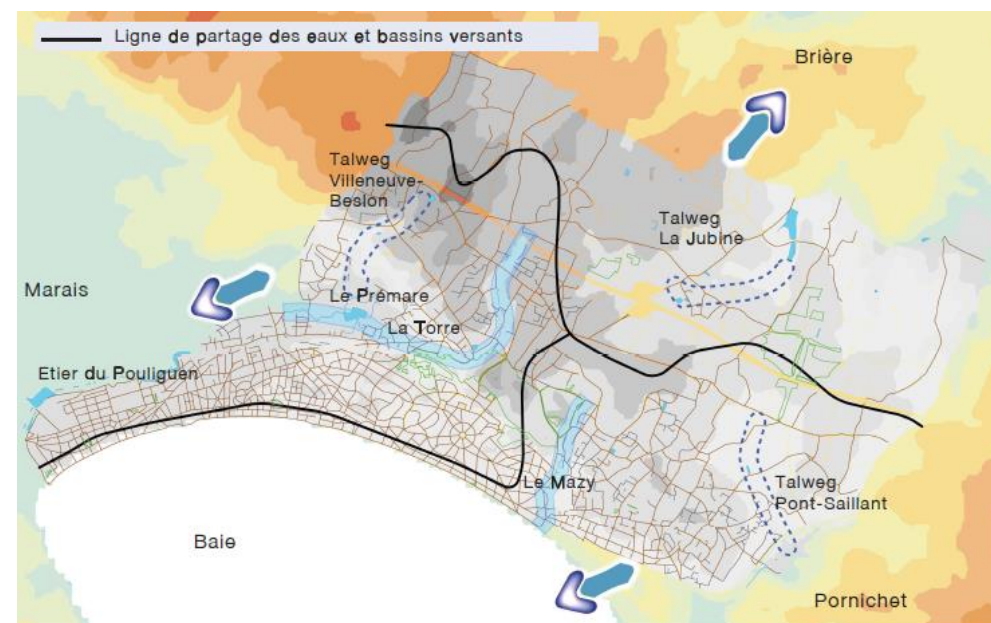 Ligne de partage des eaux et bassins versants
Brière
Talweg
Villeneuve-
Beslon
Talweg
La Jubine
Marais
Le Prémare
La Torre
Etier du Pouliguen
Le Mazy
Talweg
Pont-Saillant
Baie
Pornichet